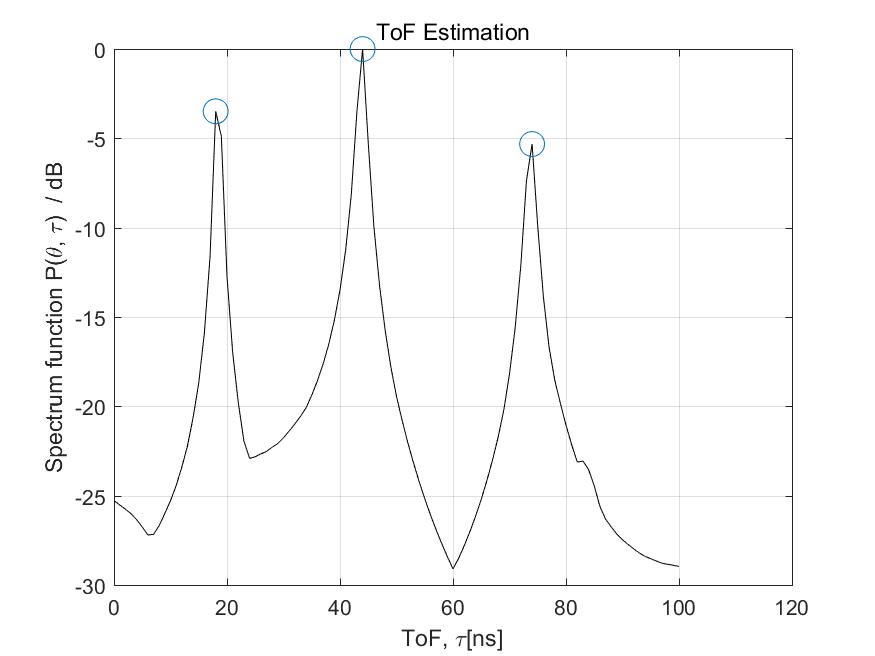 ToF Estimation
0
-5
-10
-15
-20
-25
-30
Spectrum function P(θ, τ) / dB
0 20 40 60 80 100 120
ToF, τ[ns]